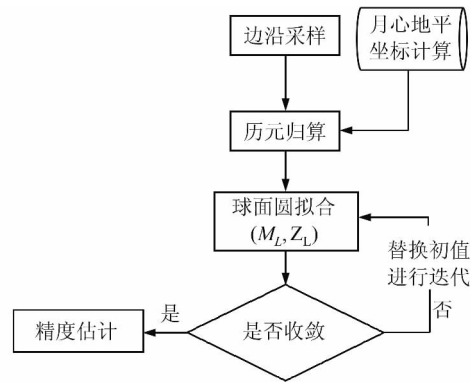 边沿采样
月心地平
坐标计算
历元归算
球面圆拟合
(M_L, Z_L)
替换初值
进行迭代
是否收敛
是
否
精度估计